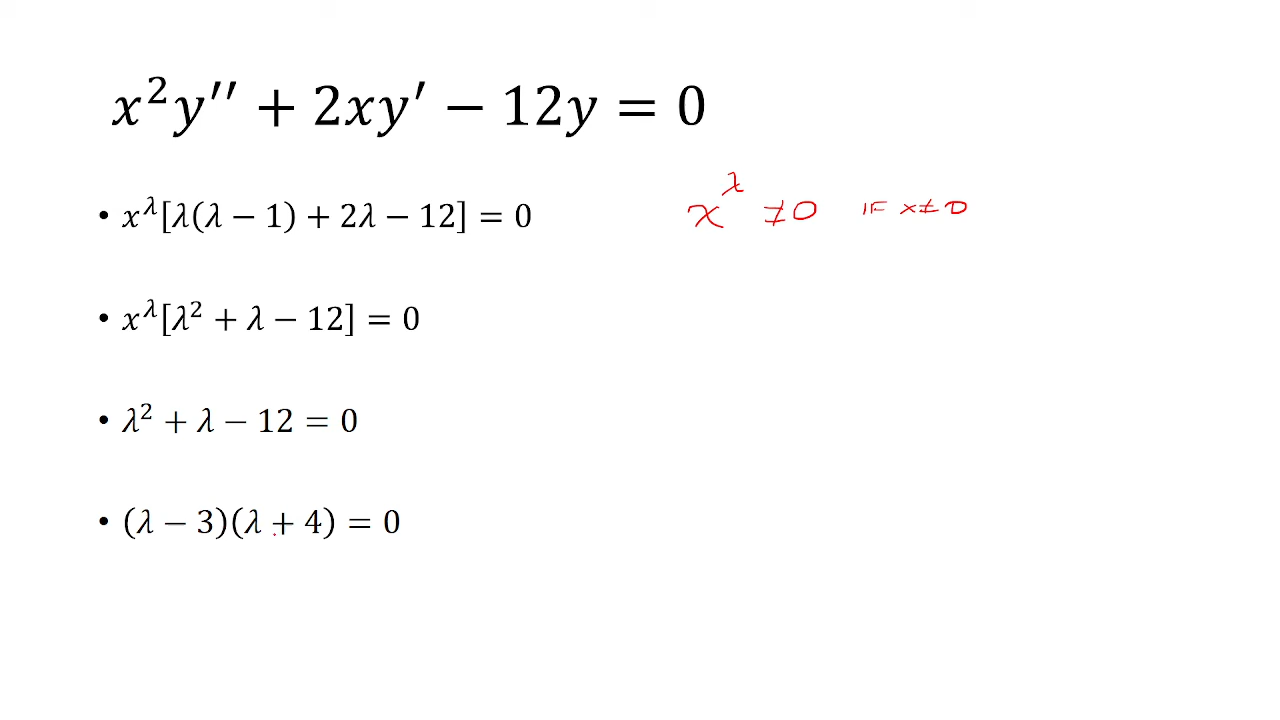 x²y′′ + 2xy′ − 12y = 0
• x^λ[λ(λ − 1) + 2λ − 12] = 0
x^λ ≠0 IF x≠0
• x^λ[λ² + λ − 12] = 0
• λ² + λ − 12 = 0
• (λ − 3)(λ + 4) = 0